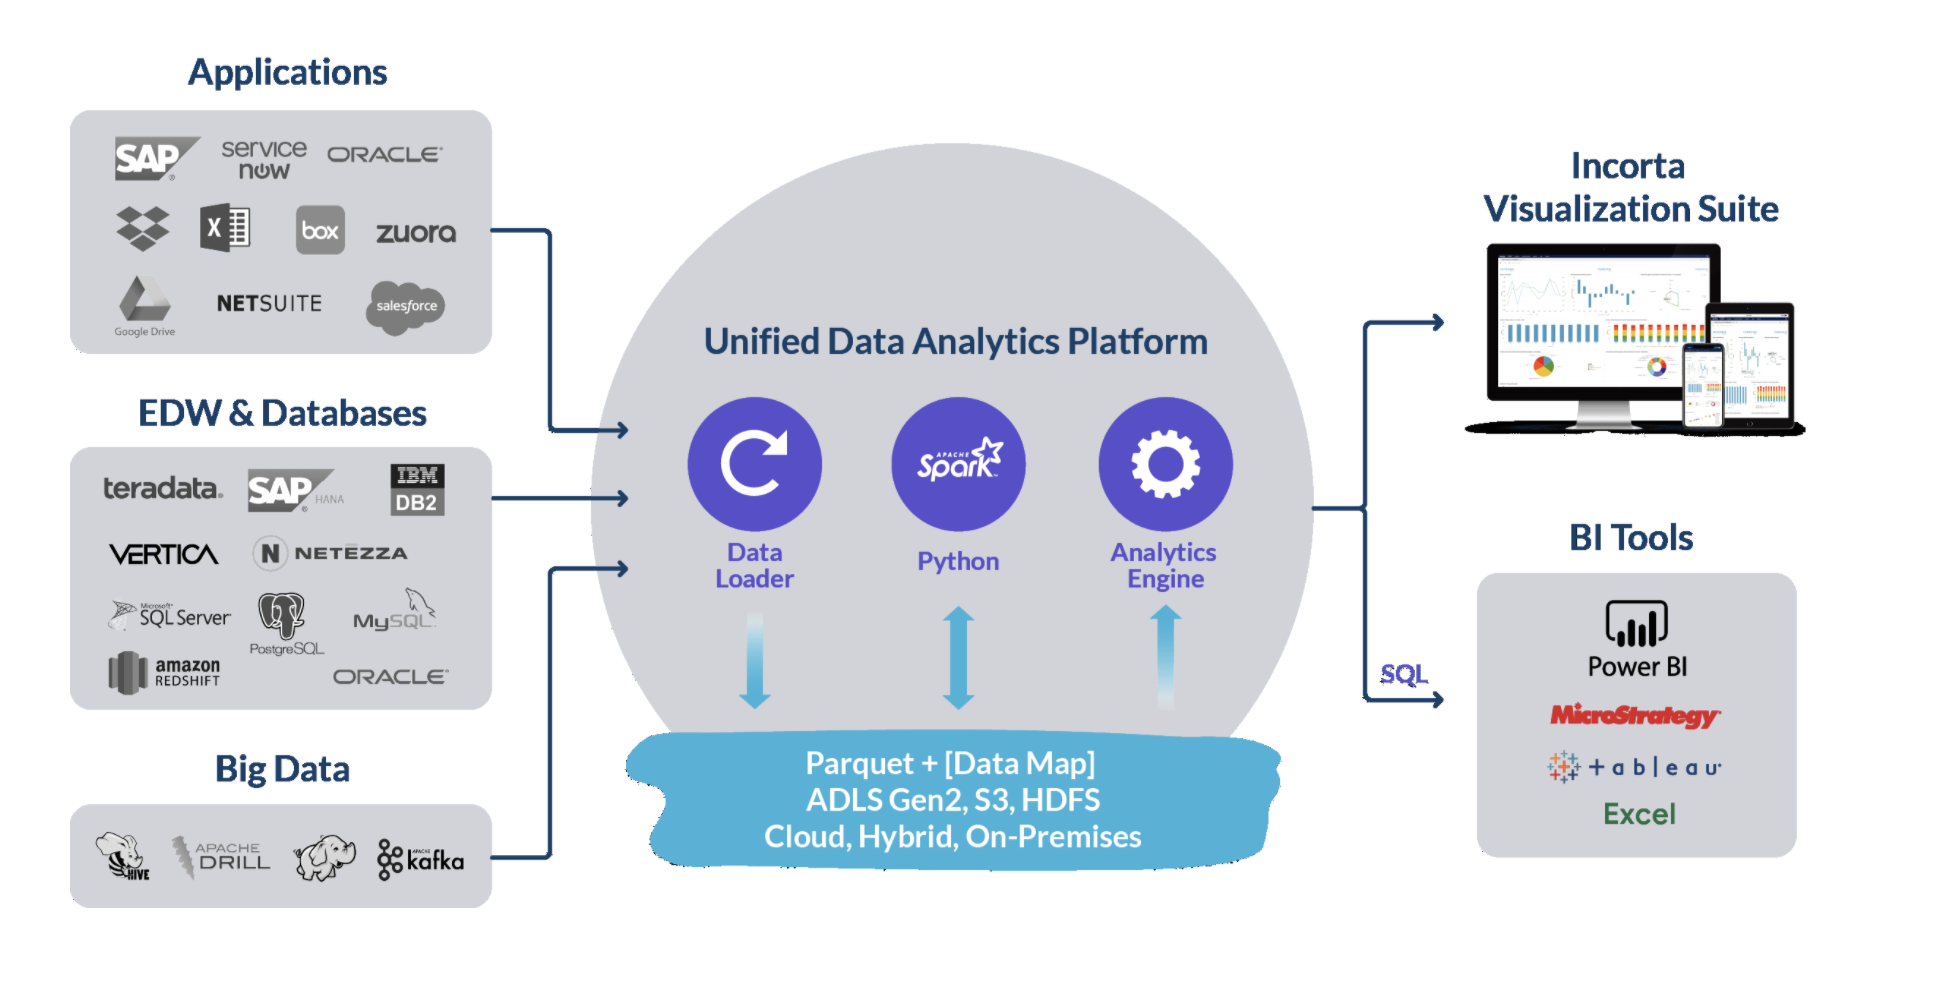 Applications
SAP
service now
ORACLE
X
box
zuora
Google Drive
NETSUITE
salesforce
EDW & Databases
teradata.
SAP HANA
IBM DB2
VERTICA
N NETEZZA
Microsoft SQL Server
PostgreSQL
MySQL
amazon REDSHIFT
ORACLE
Big Data
HIVE
APACHE DRILL
APACHE kafka
Unified Data Analytics Platform
APACHE Spark
Data
Loader
Python
Analytics
Engine
Parquet + [Data Map]
ADLS Gen2, S3, HDFS
Cloud, Hybrid, On-Premises
Incorta
Visualization Suite
SQL
BI Tools
Power BI
MicroStrategy
+ a b l e a u
Excel